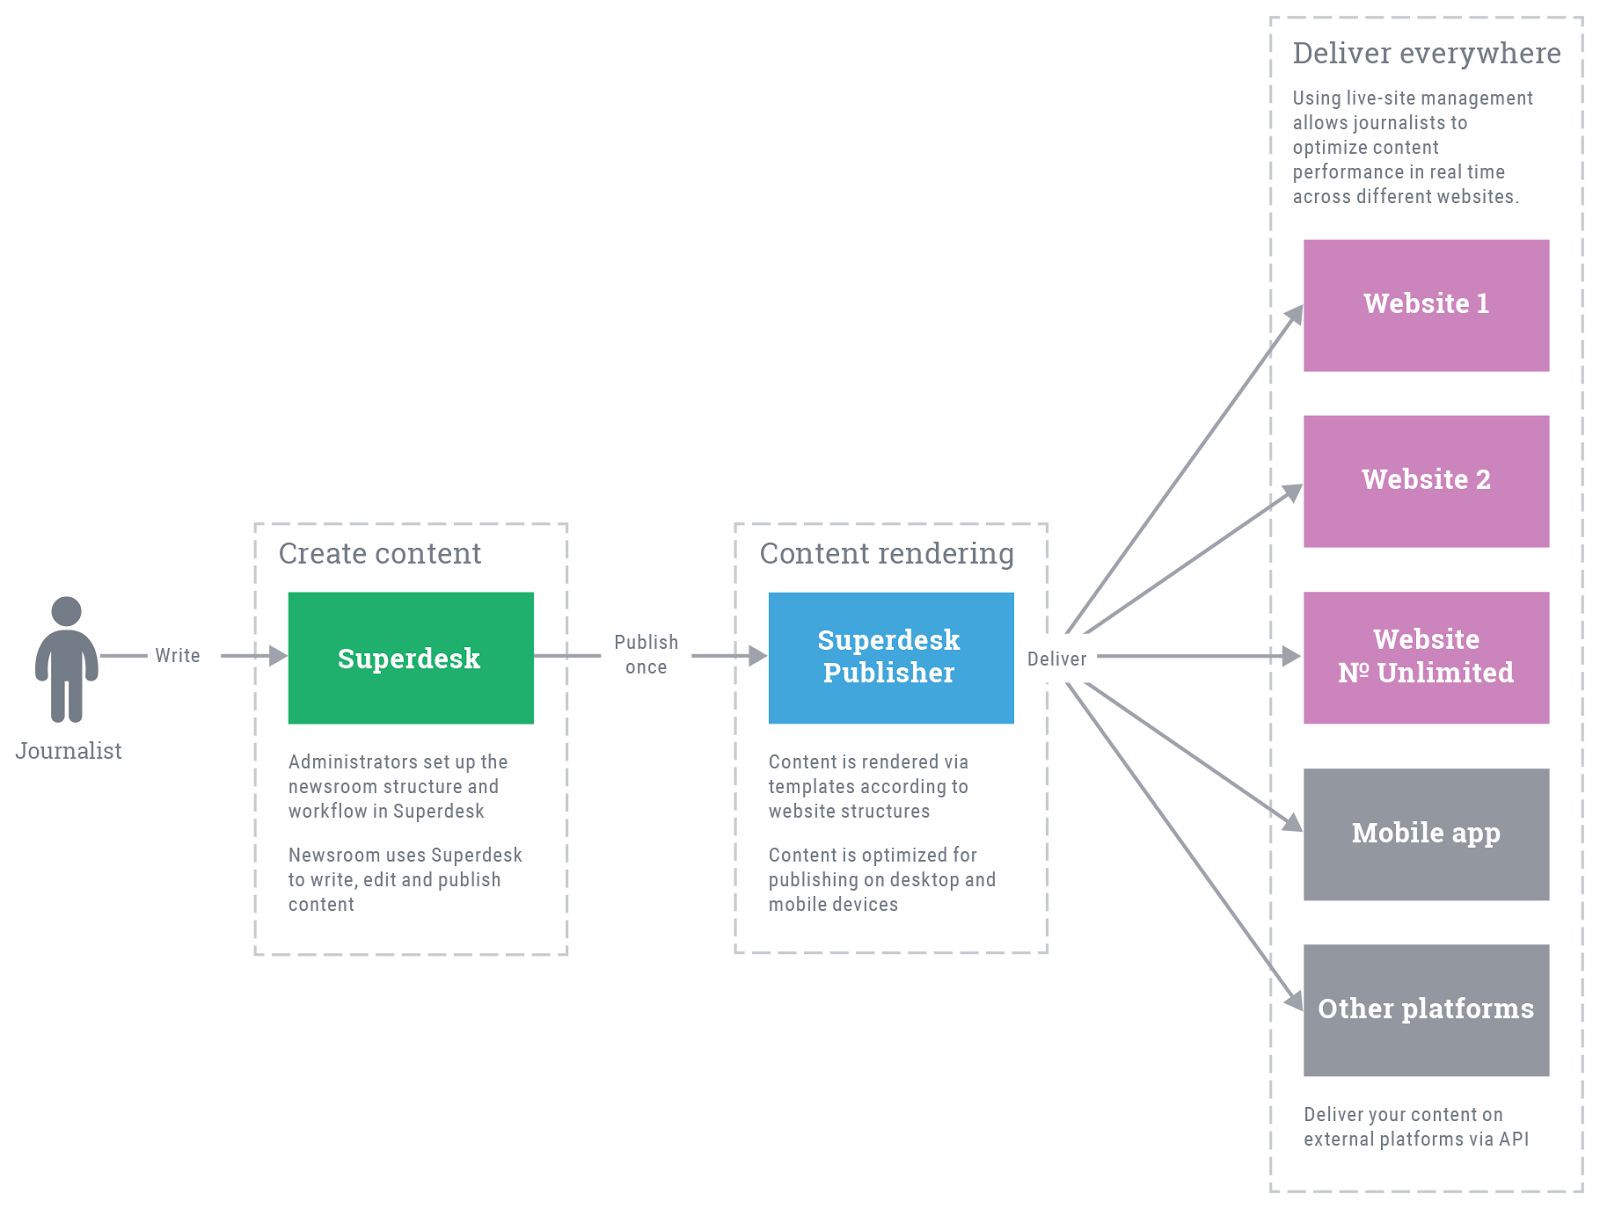 Journalist
Write
Create content
Superdesk
Administrators set up the
newsroom structure and
workflow in Superdesk
Newsroom uses Superdesk
to write, edit and publish
content
Publish
once
Content rendering
Superdesk
Publisher
Content is rendered via
templates according to
website structures
Content is optimized for
publishing on desktop and
mobile devices
Deliver
Deliver everywhere
Using live-site management
allows journalists to
optimize content
performance in real time
across different websites.
Website 1
Website 2
Website
№ Unlimited
Mobile app
Other platforms
Deliver your content on
external platforms via API